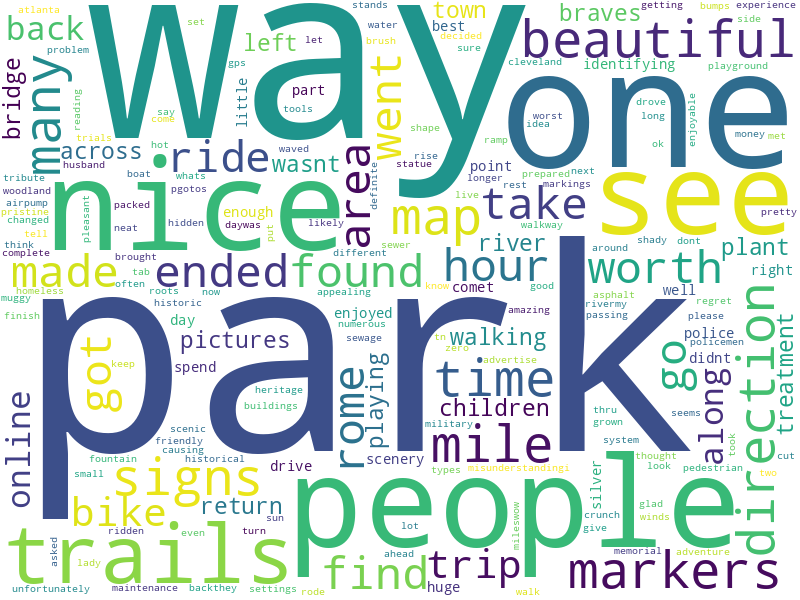 atlanta
set
stands
water
getting
bumps
experience
back
problem
left
let
brush
town
best
decided
sure
braves
side
way
gps
beautiful
bridge
many
reading
little
part
tools
went
cleveland
identifying
playground
say
come
trials
shape
ramp
worst
idea
drove
long
enjoyable
money
met
one
across
hot
ride
wasnt
waved
statue
rise
ok
husband
area
point
prepared
next
tribute
boat
whats
longer
rest
markings
pretty
woodland
pgotos
definite
nice
map
take
see
airpump
changed
pristine
pleasant
packed
enough
daywas
likely
live
walkway
tell
neat
hidden
put
think
complete
brought
different
sewer
river
around
shady
dont
plant
made
ended
found
hour
worth
homeless
tab
often
roots
now
appealing
know
comet
good
well
right
muggy
historic
asphalt
rivermy
passing
regret
please
direction
finish
day
enjoyed
numerous
amazing
park
pictures
sewage
tn
zero
walking
police
policemen
treatment
got
keep
spend
advertise
time
go
didnt
online
heritage
buildings
rome
playing
children
along
thru
grown
seems
scenic
friendly
causing
fountain
historical
military
mile
system
thought
look
took
signs
small
drive
scenery
types
misunderstandingi
pedestrian
two
cut
bike
return
sun
people
silver
crunch
give
glad
winds
asked
ridden
turn
lot
mileswow
memorial
adventure
trails
lady
even
find
ahead
trip
markers
unfortunately
maintenance
backthey
settings
rode
huge
walk